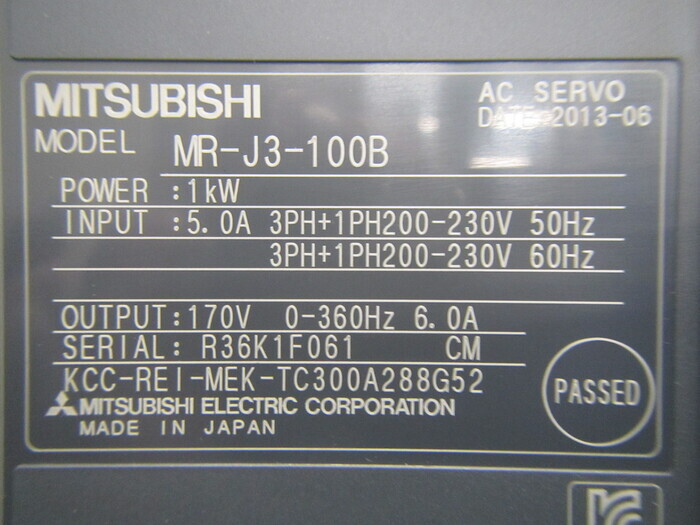 MITSUBISHI
AC SERVO
DATE=2013-06
MODEL MR-J3-100B
POWER :1kW
INPUT :5.0A 3PH+1PH200-230V 50Hz
3PH+1PH200-230V 60Hz
OUTPUT:170V 0-360Hz 6.0A
SERIAL: R36K1F061 CM
KCC-REI-MEK-TC300A288G52
MITSUBISHI ELECTRIC CORPORATION
MADE IN JAPAN
PASSED